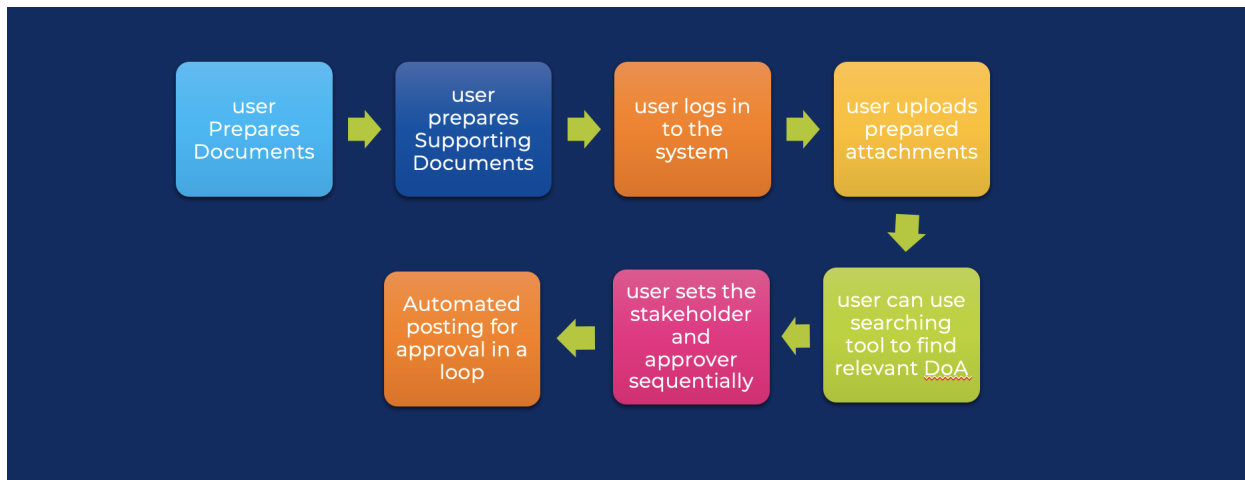 user
Prepares
Documents
user
prepares
Supporting
Documents
user logs in
to the
system
user uploads
prepared
attachments
user can use
searching
tool to find
relevant DoA
user sets the
stakeholder
and
approver
sequentially
Automated
posting for
approval in a
loop